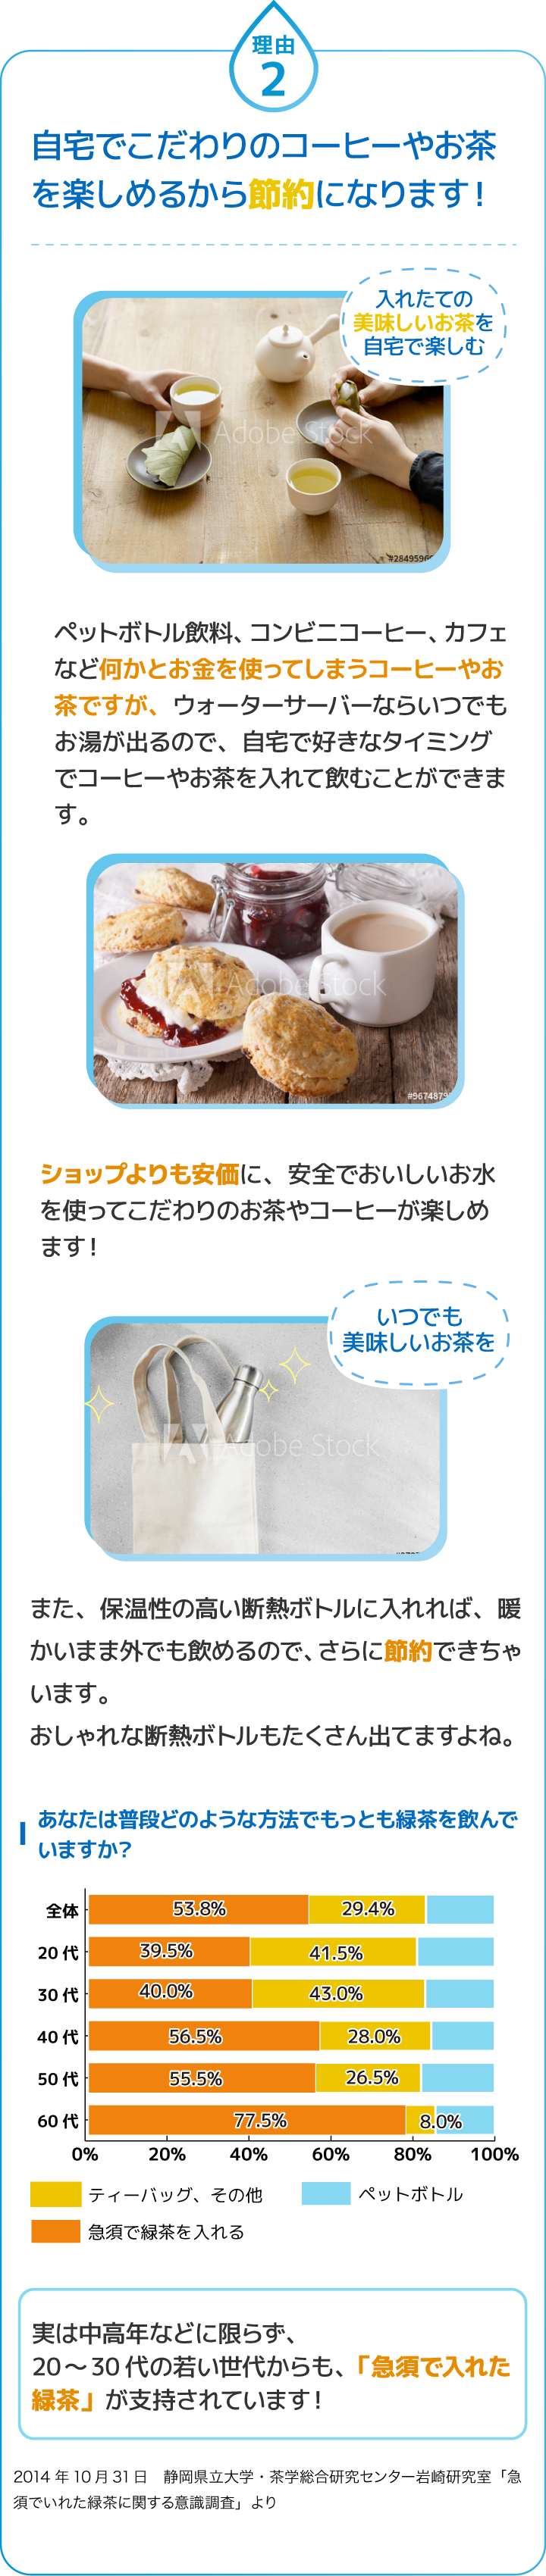 理由
2
自宅でこだわりのコーヒーやお茶
を楽しめるから節約になります！
入れたての
美味しいお茶を
自宅で楽しむ
Adobe Stock
ペットボトル飲料、コンビニコーヒー、カフェ
など何かとお金を使ってしまうコーヒーやお
茶ですが、ウォーターサーバーならいつでも
お湯が出るので、自宅で好きなタイミング
でコーヒーやお茶を入れて飲むことができま
す。
Adobe Stock
ショップよりも安価に、安全でおいしいお水
を使ってこだわりのお茶やコーヒーが楽しめ
ます！
いつでも
美味しいお茶を
Adobe Stock
また、保温性の高い断熱ボトルに入れれば、暖
かいまま外でも飲めるので、さらに節約できちゃ
います。
おしゃれな断熱ボトルもたくさん出てますよね。
あなたは普段どのような方法でもっとも緑茶を飲んで
いますか？
全体 53.8% 29.4%
20代 39.5% 41.5%
30代 40.0% 43.0%
40代 56.5% 28.0%
50代 55.5% 26.5%
60代 77.5% 8.0%
0% 20% 40% 60% 80% 100%
ティーバッグ、その他 ペットボトル
急須で緑茶を入れる
実は中高年などに限らず、
20～30代の若い世代からも、「急須で入れた
緑茶」が支持されています！
2014年10月31日　静岡県立大学・茶学総合研究センター岩崎研究室「急
須でいれた緑茶に関する意識調査」より